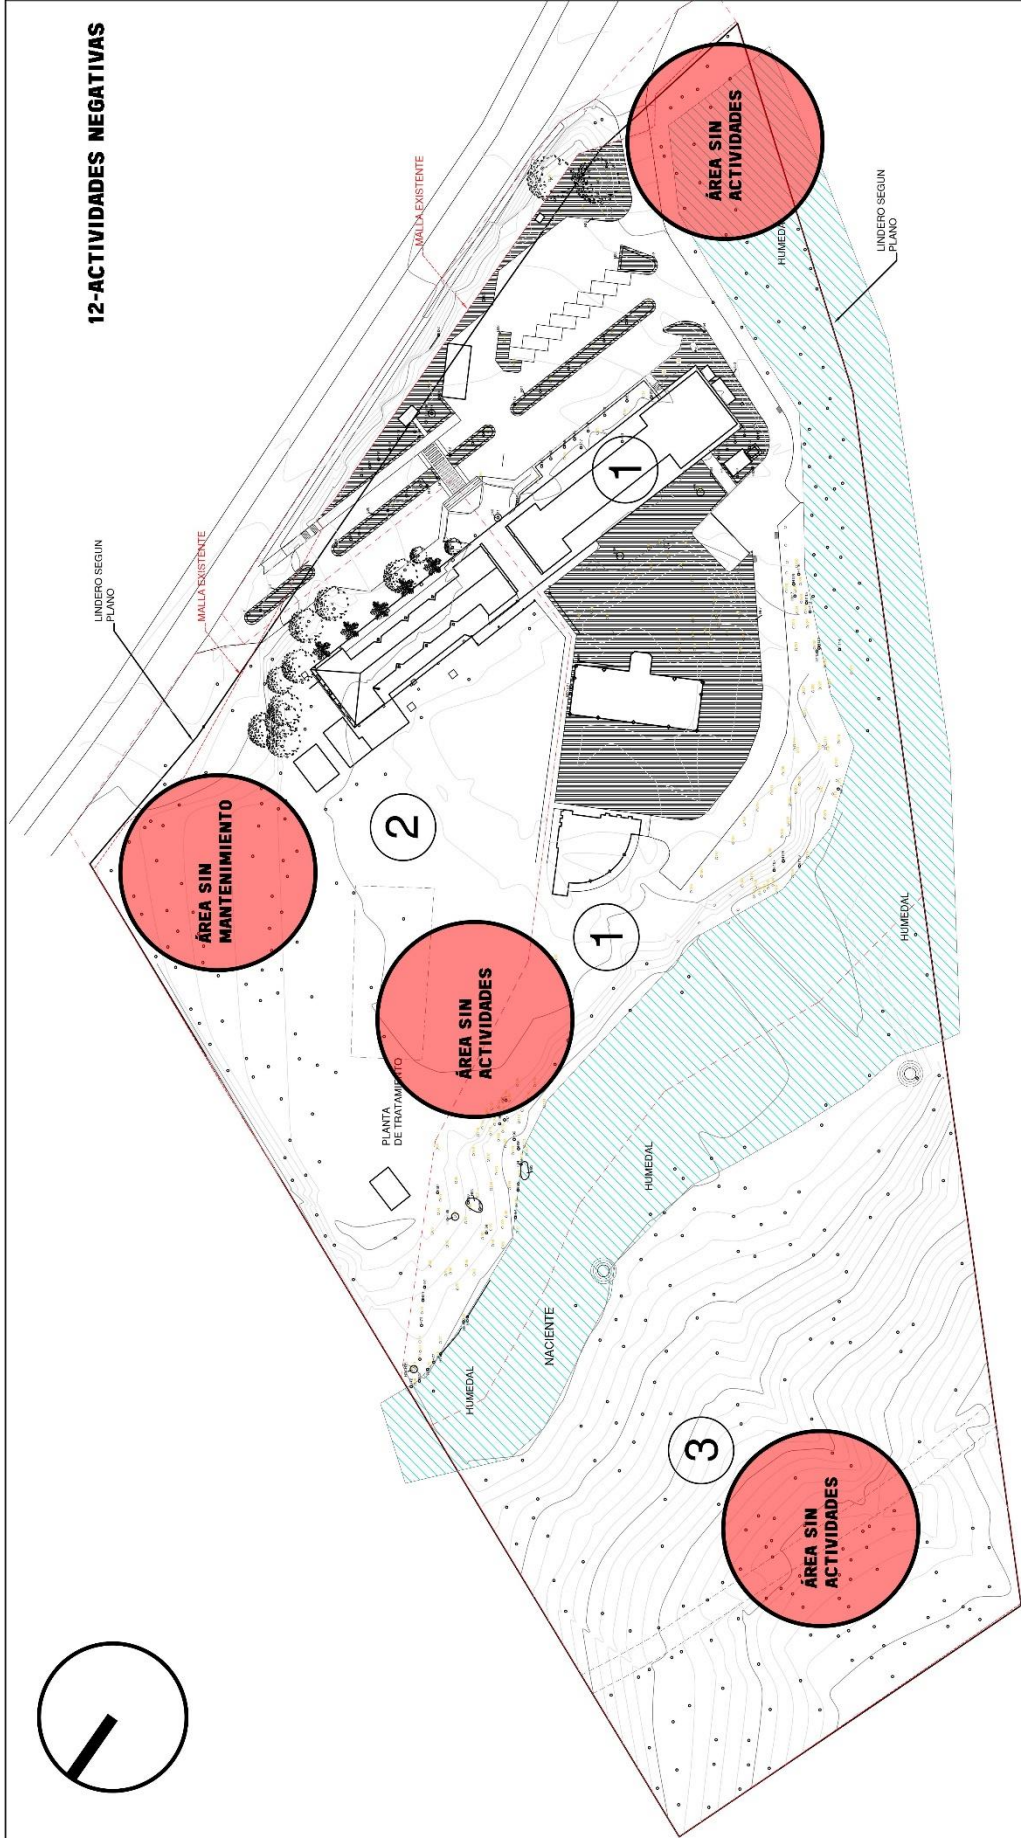 12-ACTIVIDADES NEGATIVAS
LINDERO SEGUN
PLANO
MALLA EXISTENTE
ÁREA SIN
MANTENIMIENTO
PLANTA
DE TRATAMIENTO
2
MALLA EXISTENTE
HUMEDAL
ÁREA SIN
ACTIVIDADES
NACIENTE
1
1
HUMEDAL
3
ÁREA SIN
ACTIVIDADES
HUMEDAL
ÁREA SIN
ACTIVIDADES
LINDERO SEGUN
PLANO
HUMEDAL